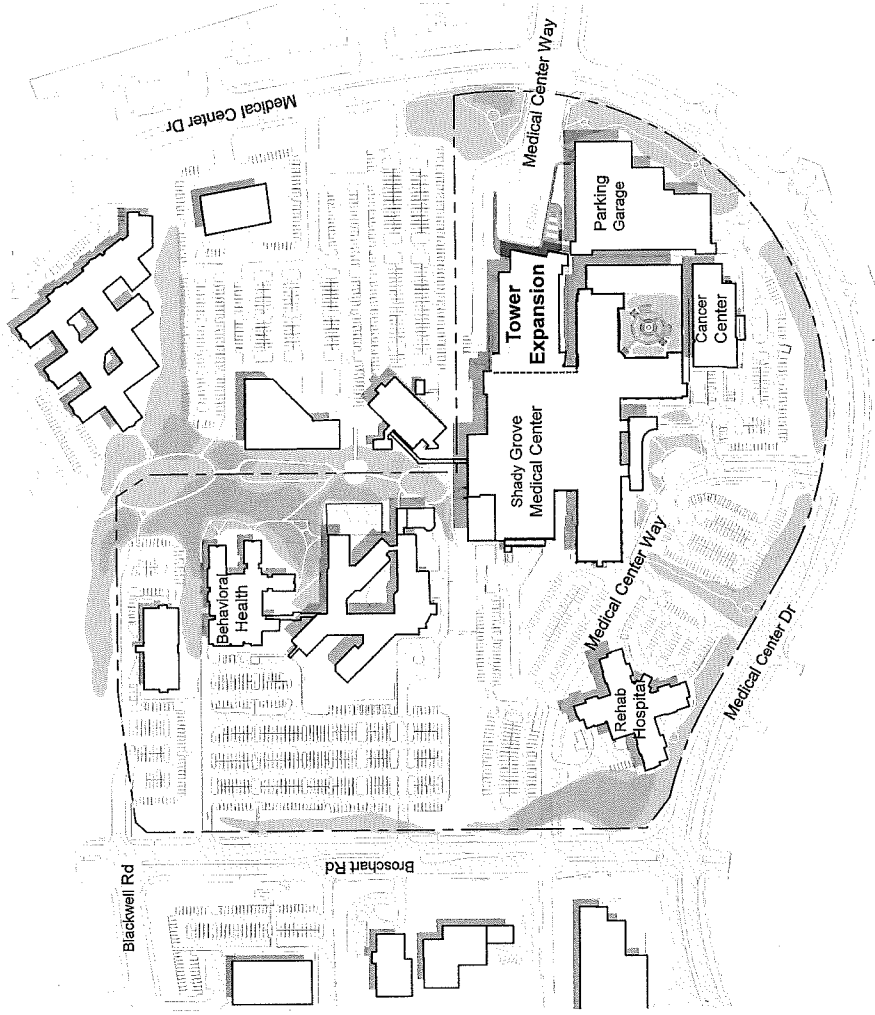 Medical Center Way
Medical Center Dr
Parking
Garage
Tower
Expansion
Cancer
Center
Shady Grove
Medical Center
Medical Center Way
Behavioral
Health
Rehab
Hospital
Medical Center Dr
Broschart Rd
Blackwell Rd